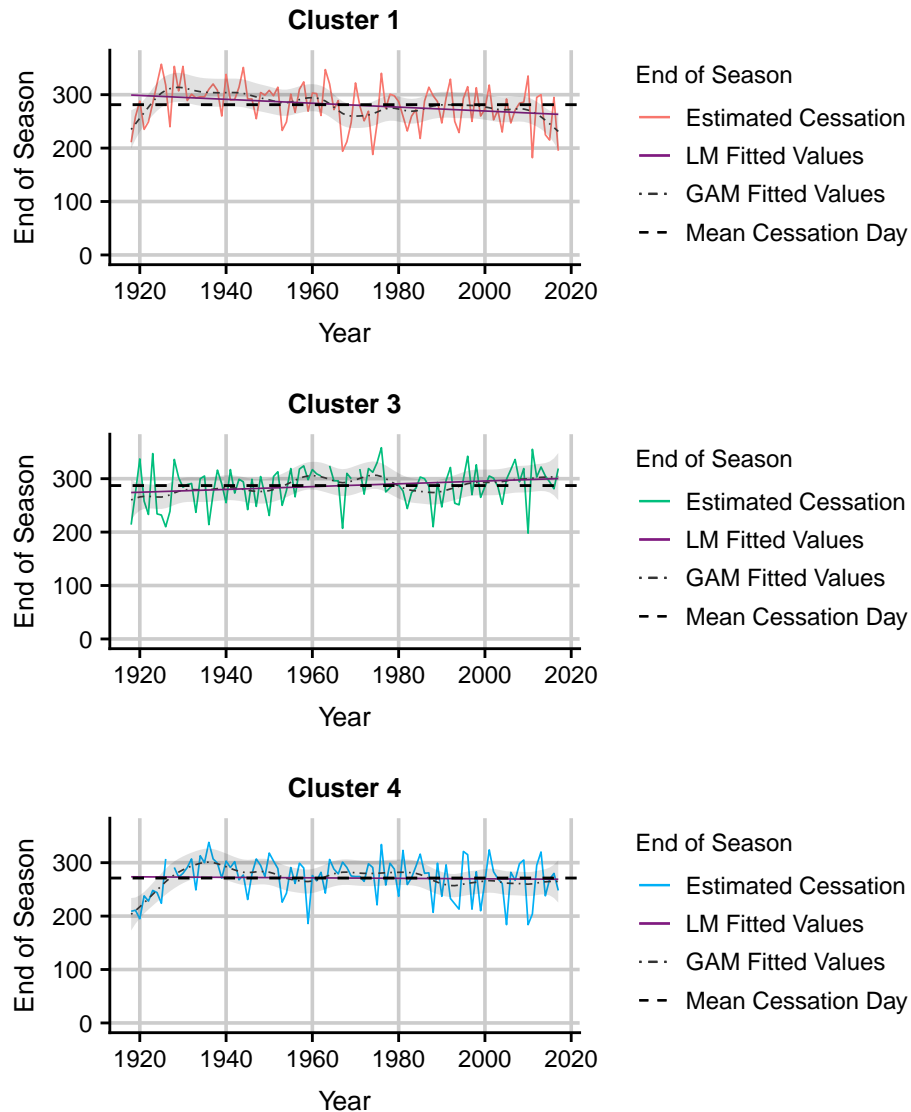 Cluster 1
End of Season
300
200
100
0
1920 1940 1960 1980 2000 2020
Year
End of Season
Estimated Cessation
LM Fitted Values
GAM Fitted Values
Mean Cessation Day
Cluster 3
End of Season
300
200
100
0
1920 1940 1960 1980 2000 2020
Year
End of Season
Estimated Cessation
LM Fitted Values
GAM Fitted Values
Mean Cessation Day
Cluster 4
End of Season
300
200
100
0
1920 1940 1960 1980 2000 2020
Year
End of Season
Estimated Cessation
LM Fitted Values
GAM Fitted Values
Mean Cessation Day